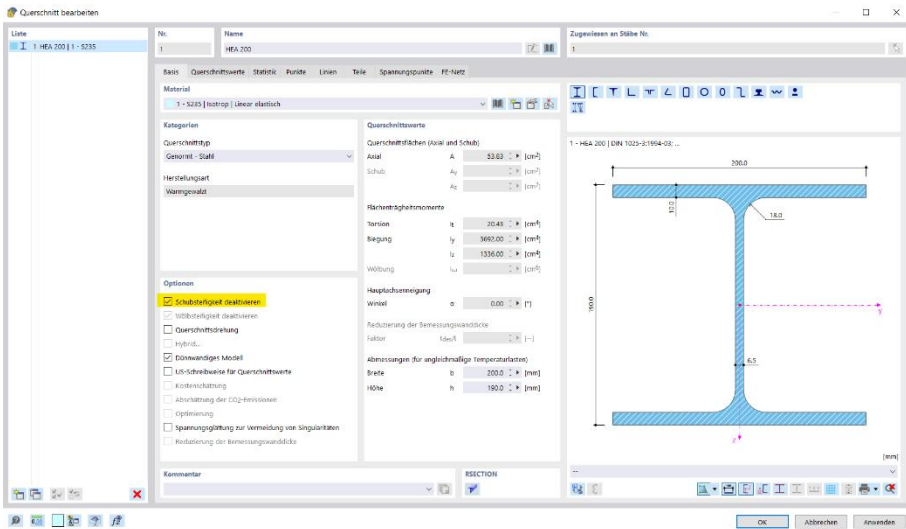 Querschnitt bearbeiten
Liste
1 HEA 200 | 1 - S235
Nr.
1
Name
HEA 200
Zugewiesen an Stäbe Nr.
1
Basis Querschnittswerte Statistik Punkte Linien Teile Spannungspunkte FE-Netz
Material
1 - S235 | Isotrop | Linear elastisch
Kategorien
Querschnittstyp
Genormt - Stahl
Herstellungsart
Warmgewalzt
Optionen
Schubsteifigkeit deaktivieren
Wölbsteifigkeit deaktivieren
Querschnittsdrehung
Hybrid...
Dünnwandiges Modell
US-Schreibweise für Querschnittswerte
Kostenschätzung
Abschätzung der CO2-Emissionen
Optimierung
Spannungsglättung zur Vermeidung von Singularitäten
Reduzierung der Bemessungswanddicke
Querschnittswerte
Querschnittsflächen (Axial und Schub)
Axial A 53.83 [cm²]
Schub Ay [cm²]
Az [cm²]
Flächenträgheitsmomente
Torsion It 20.43 [cm⁴]
Biegung Iy 3692.00 [cm⁴]
Iz 1336.00 [cm⁴]
Wölbung Iω [cm⁶]
Hauptachsenneigung
Winkel α 0.00 [°]
Reduzierung der Bemessungswanddicke
Faktor tdes/t [--]
Abmessungen (für ungleichmäßige Temperaturlasten)
Breite b 200.0 [mm]
Höhe h 190.0 [mm]
1 - HEA 200 | DIN 1025-3:1994-03; ...
200.0
10.0
18.0
190.0
y
6.5
z
[mm]
--
Kommentar
RSECTION
OK Abbrechen Anwenden